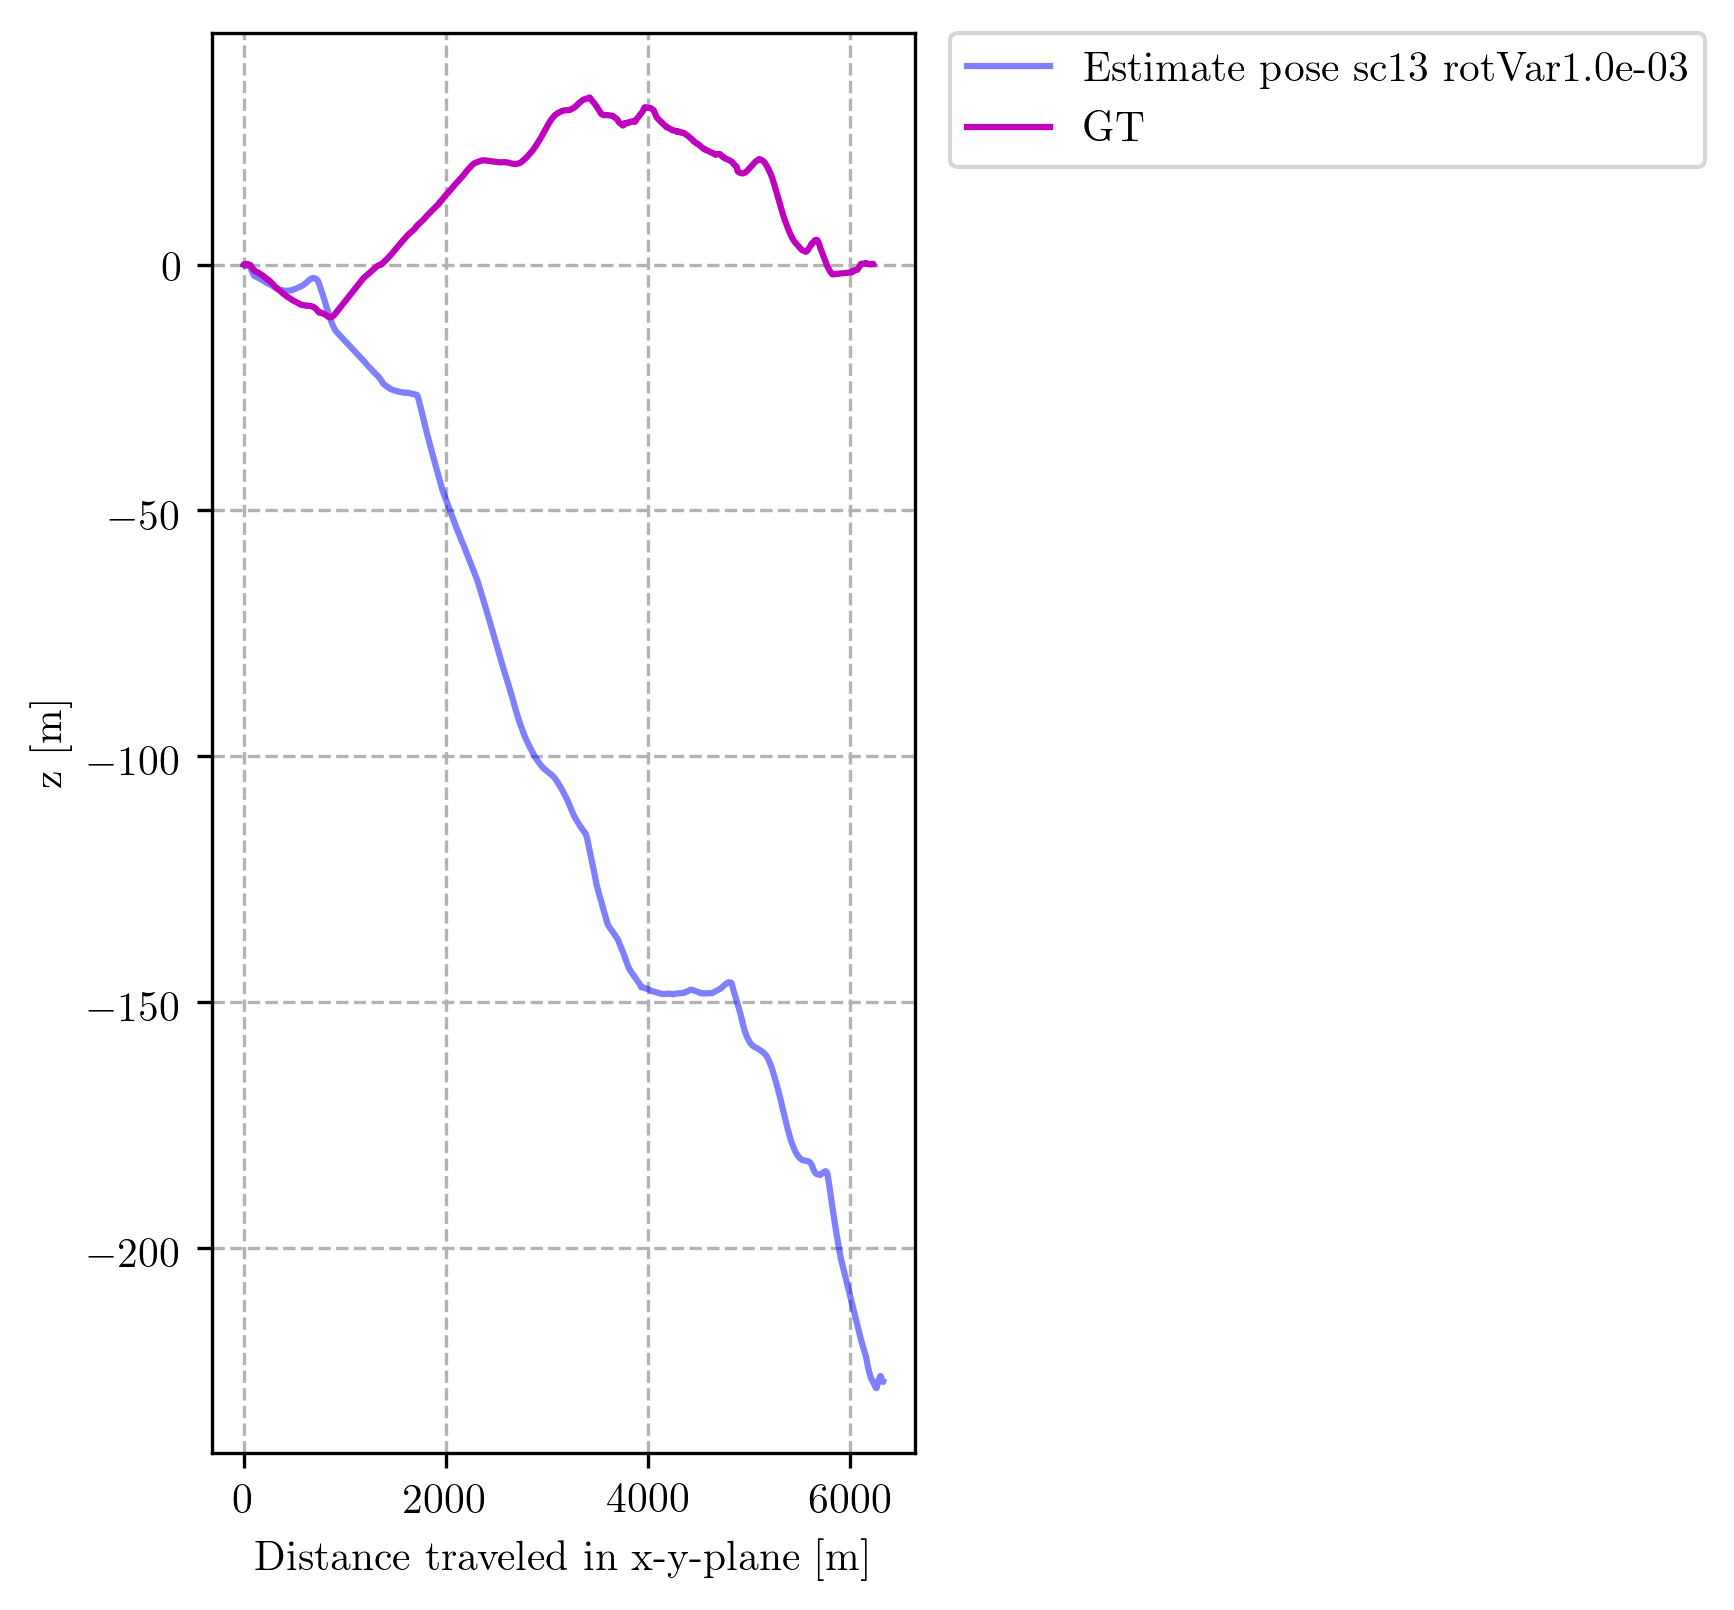 Estimate pose sc13 rotVar1.0e-03
GT
0
−50
−100
−150
−200
z [m]
0 2000 4000 6000
Distance traveled in x-y-plane [m]